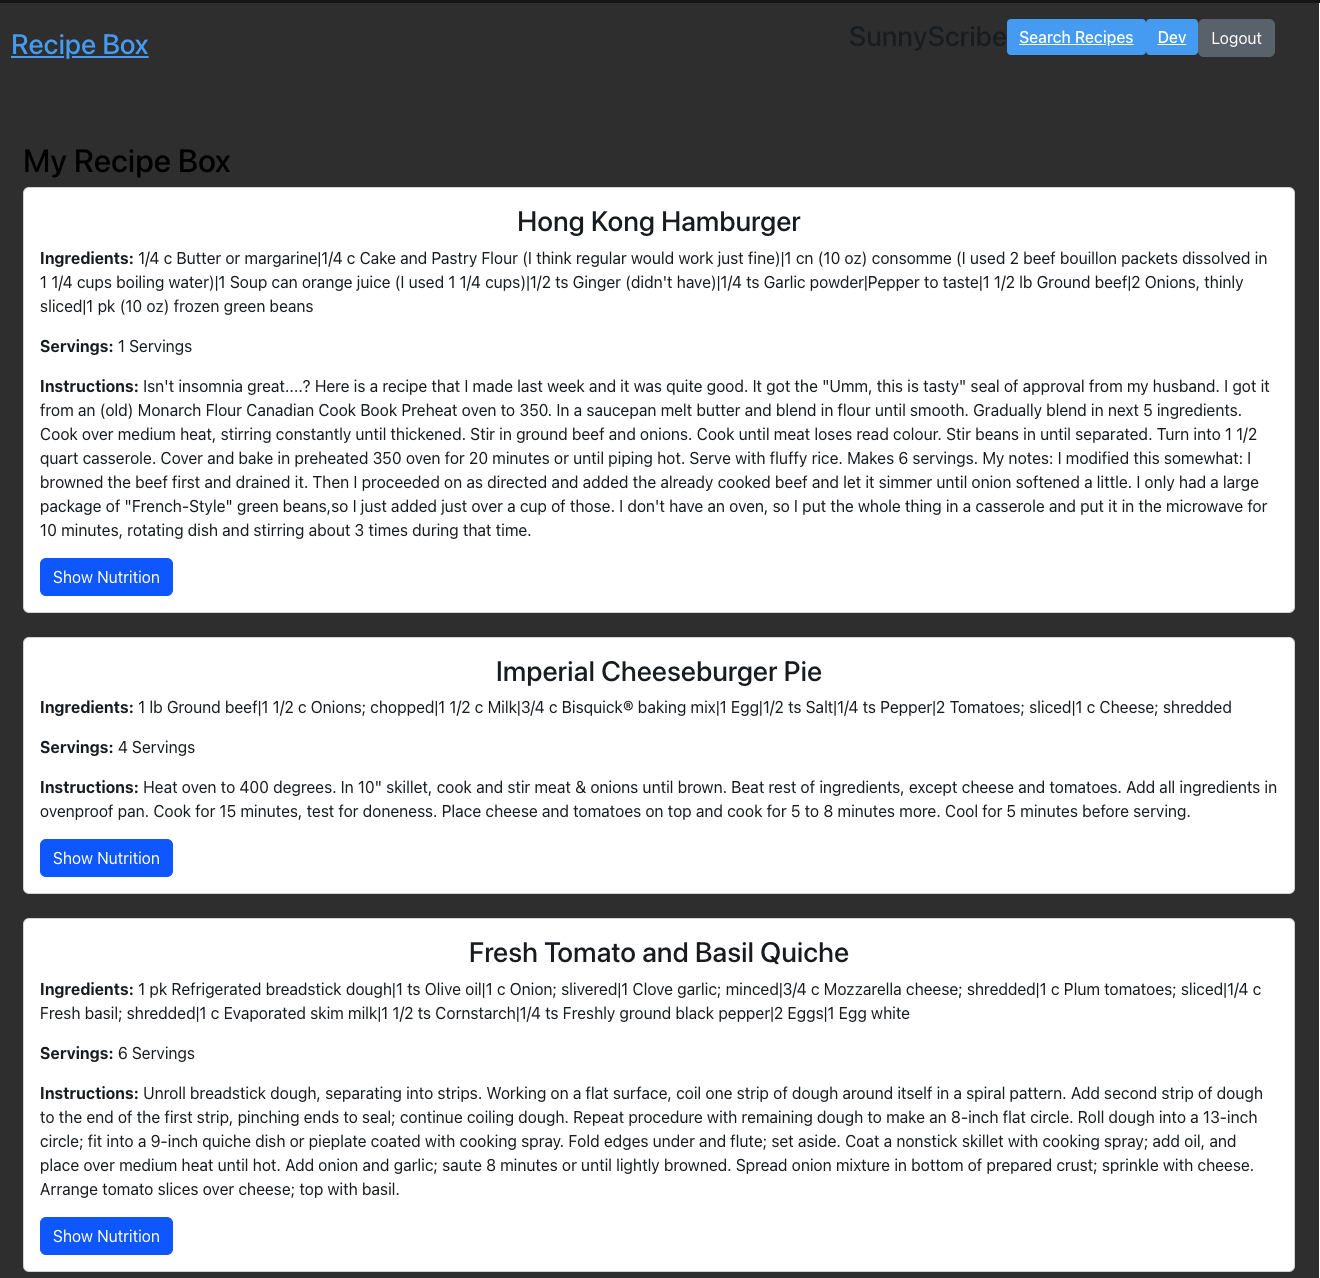 Recipe Box
SunnyScribe
Search Recipes
Dev
Logout
My Recipe Box
Hong Kong Hamburger
Ingredients: 1/4 c Butter or margarine|1/4 c Cake and Pastry Flour (I think regular would work just fine)|1 cn (10 oz) consomme (I used 2 beef bouillon packets dissolved in
1 1/4 cups boiling water)|1 Soup can orange juice (I used 1 1/4 cups)|1/2 ts Ginger (didn't have)|1/4 ts Garlic powder|Pepper to taste|1 1/2 lb Ground beef|2 Onions, thinly
sliced|1 pk (10 oz) frozen green beans
Servings: 1 Servings
Instructions: Isn't insomnia great....? Here is a recipe that I made last week and it was quite good. It got the "Umm, this is tasty" seal of approval from my husband. I got it
from an (old) Monarch Flour Canadian Cook Book Preheat oven to 350. In a saucepan melt butter and blend in flour until smooth. Gradually blend in next 5 ingredients.
Cook over medium heat, stirring constantly until thickened. Stir in ground beef and onions. Cook until meat loses read colour. Stir beans in until separated. Turn into 1 1/2
quart casserole. Cover and bake in preheated 350 oven for 20 minutes or until piping hot. Serve with fluffy rice. Makes 6 servings. My notes: I modified this somewhat: I
browned the beef first and drained it. Then I proceeded on as directed and added the already cooked beef and let it simmer until onion softened a little. I only had a large
package of "French-Style" green beans,so I just added just over a cup of those. I don't have an oven, so I put the whole thing in a casserole and put it in the microwave for
10 minutes, rotating dish and stirring about 3 times during that time.
Show Nutrition
Imperial Cheeseburger Pie
Ingredients: 1 lb Ground beef|1 1/2 c Onions; chopped|1 1/2 c Milk|3/4 c Bisquick® baking mix|1 Egg|1/2 ts Salt|1/4 ts Pepper|2 Tomatoes; sliced|1 c Cheese; shredded
Servings: 4 Servings
Instructions: Heat oven to 400 degrees. In 10" skillet, cook and stir meat & onions until brown. Beat rest of ingredients, except cheese and tomatoes. Add all ingredients in
ovenproof pan. Cook for 15 minutes, test for doneness. Place cheese and tomatoes on top and cook for 5 to 8 minutes more. Cool for 5 minutes before serving.
Show Nutrition
Fresh Tomato and Basil Quiche
Ingredients: 1 pk Refrigerated breadstick dough|1 ts Olive oil|1 c Onion; slivered|1 Clove garlic; minced|3/4 c Mozzarella cheese; shredded|1 c Plum tomatoes; sliced|1/4 c
Fresh basil; shredded|1 c Evaporated skim milk|1 1/2 ts Cornstarch|1/4 ts Freshly ground black pepper|2 Eggs|1 Egg white
Servings: 6 Servings
Instructions: Unroll breadstick dough, separating into strips. Working on a flat surface, coil one strip of dough around itself in a spiral pattern. Add second strip of dough
to the end of the first strip, pinching ends to seal; continue coiling dough. Repeat procedure with remaining dough to make an 8-inch flat circle. Roll dough into a 13-inch
circle; fit into a 9-inch quiche dish or pieplate coated with cooking spray. Fold edges under and flute; set aside. Coat a nonstick skillet with cooking spray; add oil, and
place over medium heat until hot. Add onion and garlic; saute 8 minutes or until lightly browned. Spread onion mixture in bottom of prepared crust; sprinkle with cheese.
Arrange tomato slices over cheese; top with basil.
Show Nutrition